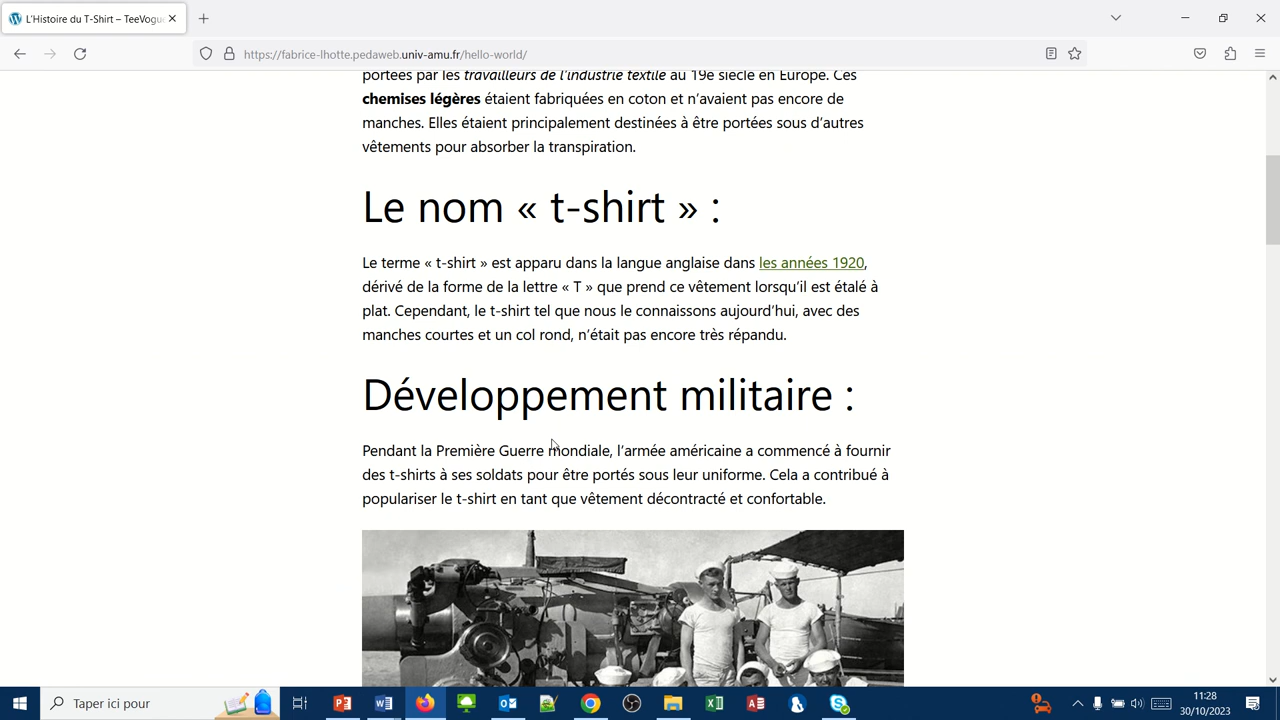 L'Histoire du T-Shirt – TeeVogu
https://fabrice-lhotte.pedaweb.univ-amu.fr/hello-world/
portées par les travailleurs de l'industrie textile au 19e siècle en Europe. Ces
chemises légères étaient fabriquées en coton et n'avaient pas encore de
manches. Elles étaient principalement destinées à être portées sous d'autres
vêtements pour absorber la transpiration.
Le nom « t-shirt » :
Le terme « t-shirt » est apparu dans la langue anglaise dans les années 1920,
dérivé de la forme de la lettre « T » que prend ce vêtement lorsqu'il est étalé à
plat. Cependant, le t-shirt tel que nous le connaissons aujourd'hui, avec des
manches courtes et un col rond, n'était pas encore très répandu.
Développement militaire :
Pendant la Première Guerre mondiale, l'armée américaine a commencé à fournir
des t-shirts à ses soldats pour être portés sous leur uniforme. Cela a contribué à
populariser le t-shirt en tant que vêtement décontracté et confortable.
Taper ici pour
11:28
30/10/2023